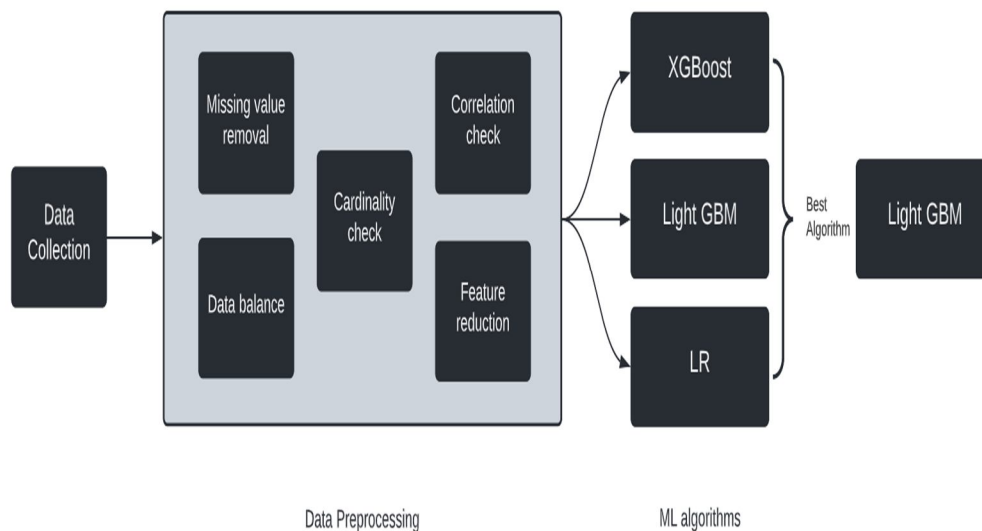 Data
Collection
Missing value
removal
Data balance
Cardinality
check
Correlation
check
Feature
reduction
XGBoost
Light GBM
LR
Best
Algorithm
Light GBM
Data Preprocessing
ML algorithms